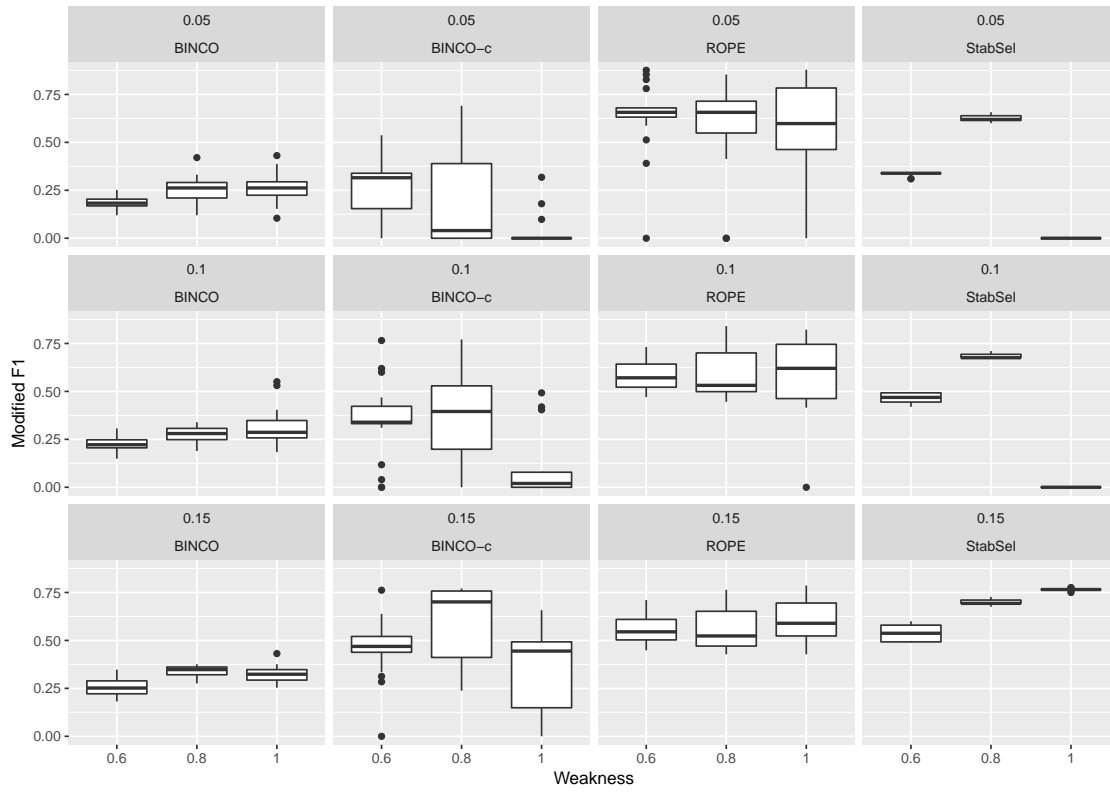 0.05 0.05 0.05 0.05
BINCO BINCO−c ROPE StabSel
0.75
0.50
0.25
0.00
0.1 0.1 0.1 0.1
BINCO BINCO−c ROPE StabSel
0.75
0.50
0.25
0.00
Modified F1
0.15 0.15 0.15 0.15
BINCO BINCO−c ROPE StabSel
0.75
0.50
0.25
0.00
0.6 0.8 1 0.6 0.8 1 0.6 0.8 1 0.6 0.8 1
Weakness